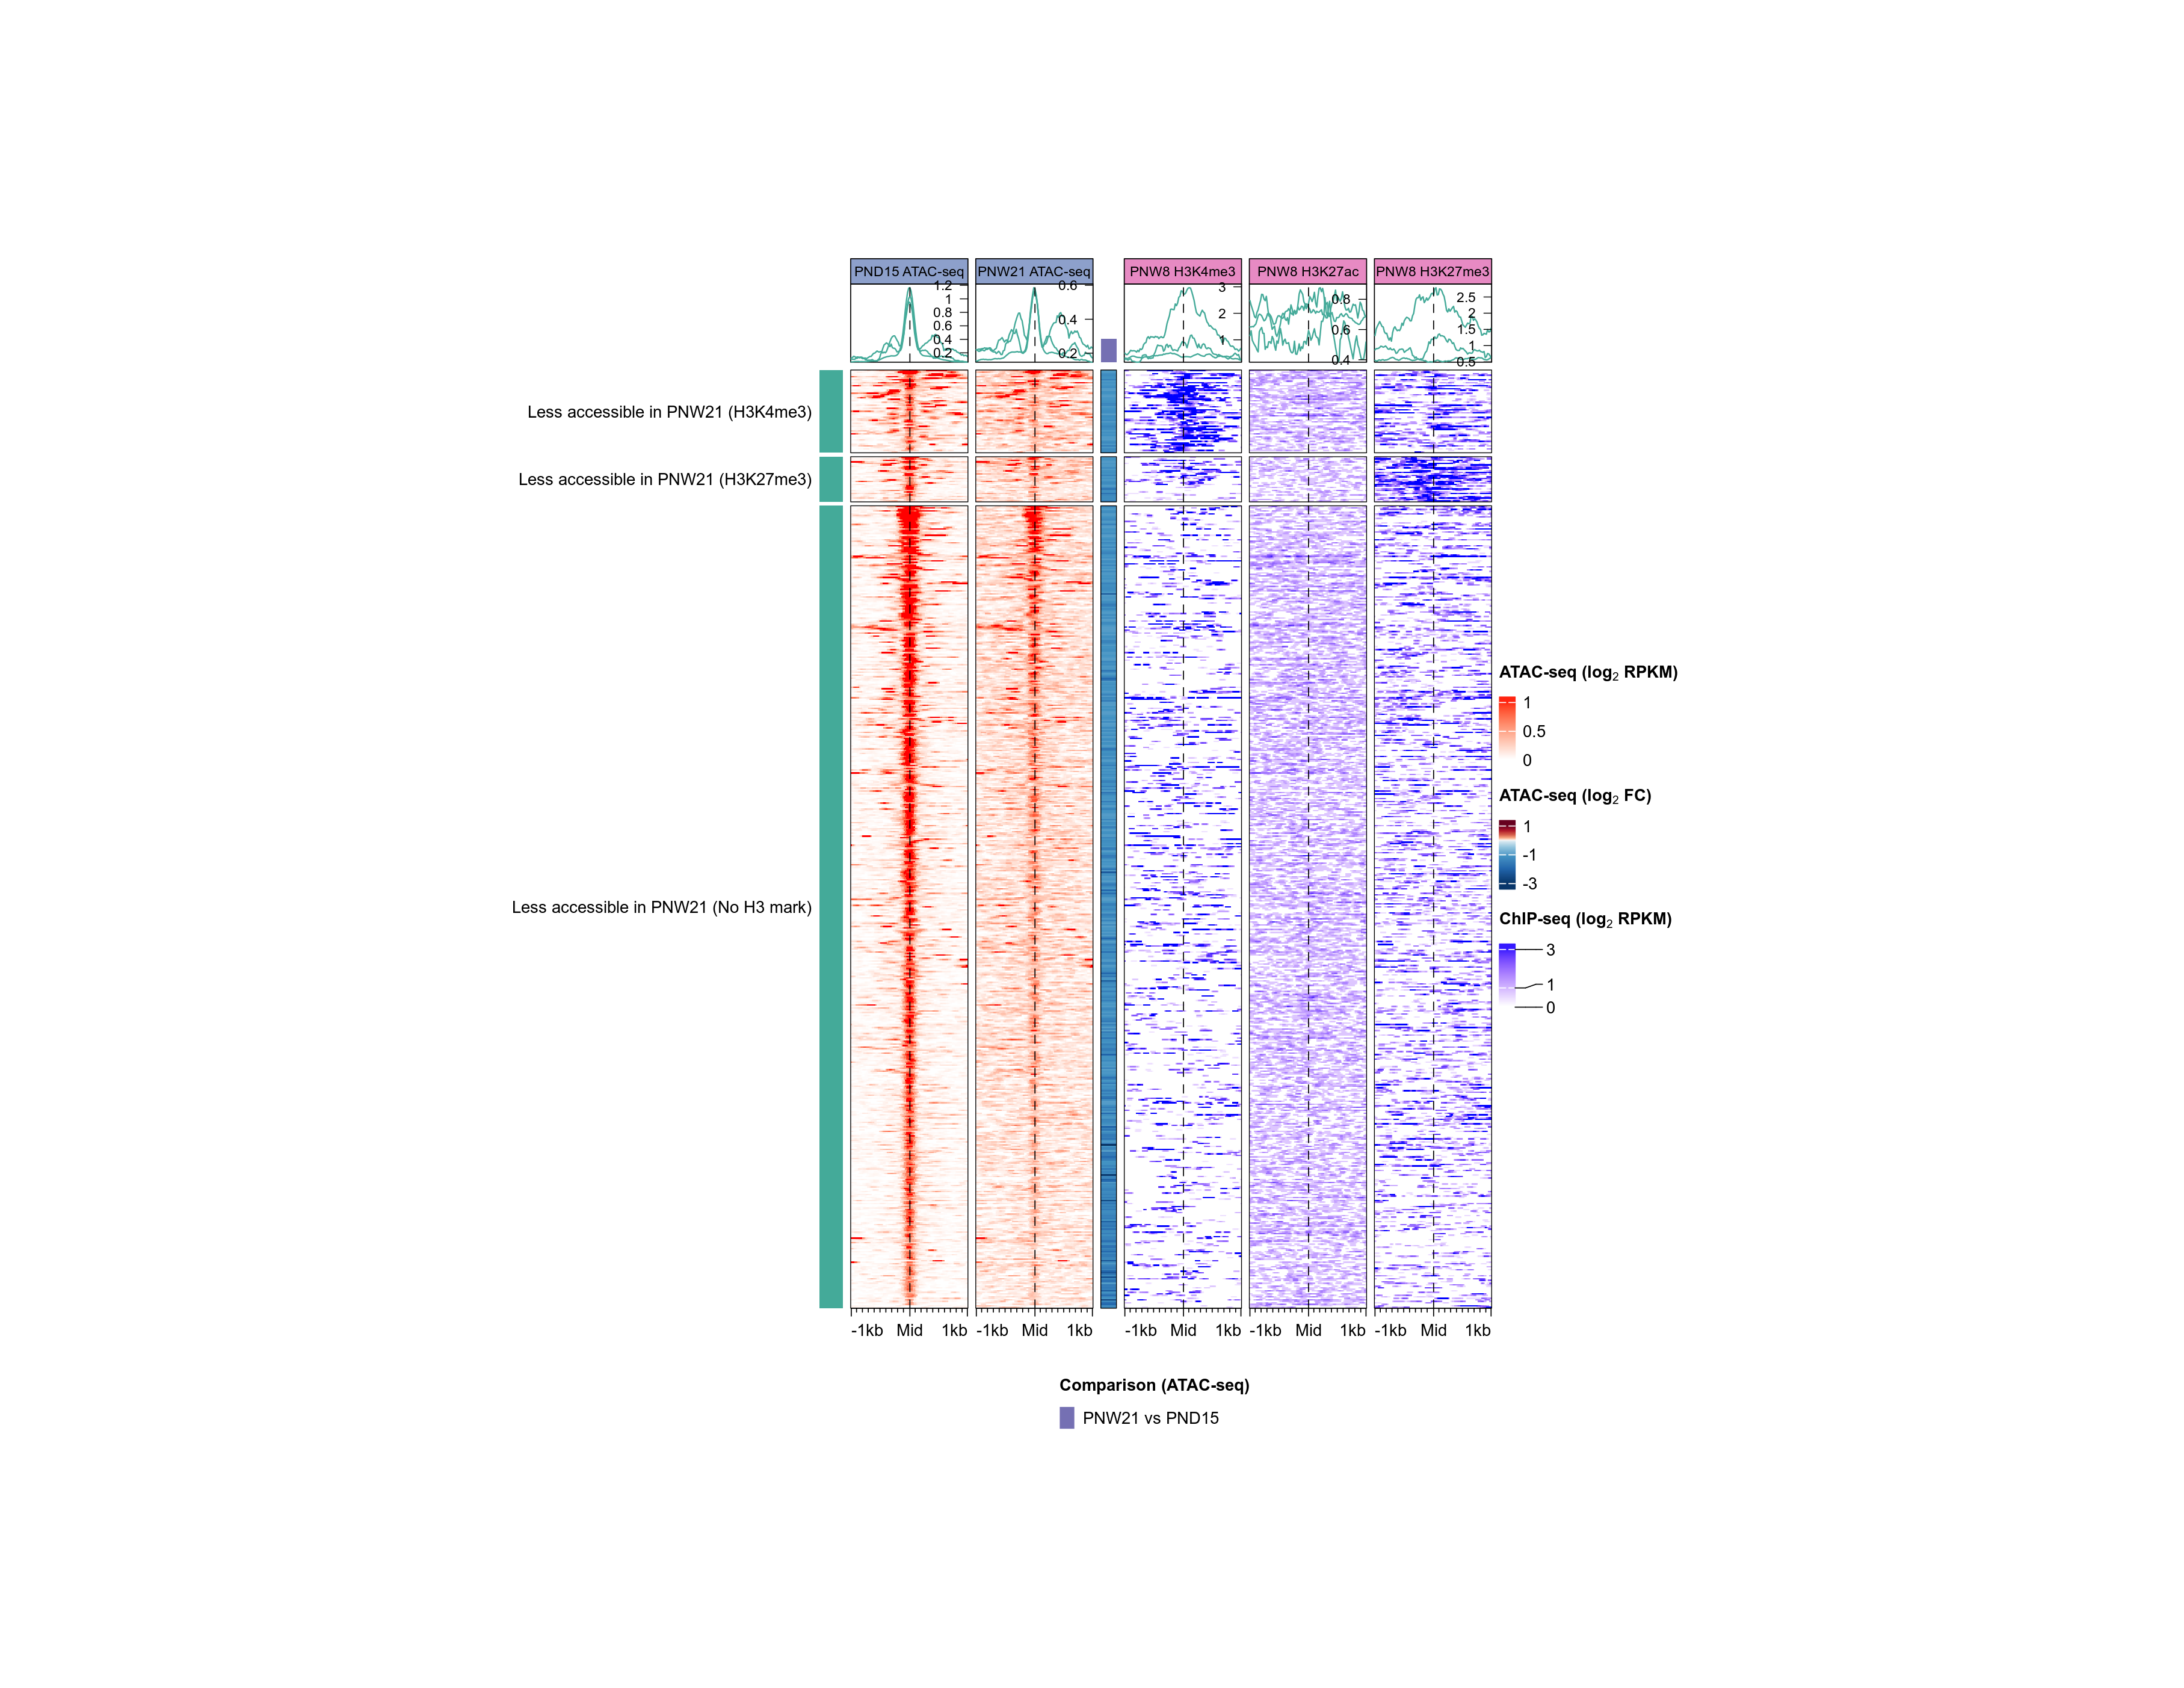 PND15 ATAC-seq
PNW21 ATAC-seq
PNW8 H3K4me3
PNW8 H3K27ac
PNW8 H3K27me3
1.2
1
0.8
0.6
0.4
0.2
0.6
0.4
0.2
3
2
1
0.8
0.6
0.4
2.5
2
1.5
1
0.5
Less accessible in PNW21 (H3K4me3)
Less accessible in PNW21 (H3K27me3)
Less accessible in PNW21 (No H3 mark)
ATAC-seq (log₂ RPKM)
1
0.5
0
ATAC-seq (log₂ FC)
1
-1
-3
ChIP-seq (log₂ RPKM)
3
1
0
-1kb Mid 1kb
-1kb Mid 1kb
-1kb Mid 1kb
-1kb Mid 1kb
-1kb Mid 1kb
Comparison (ATAC-seq)
PNW21 vs PND15